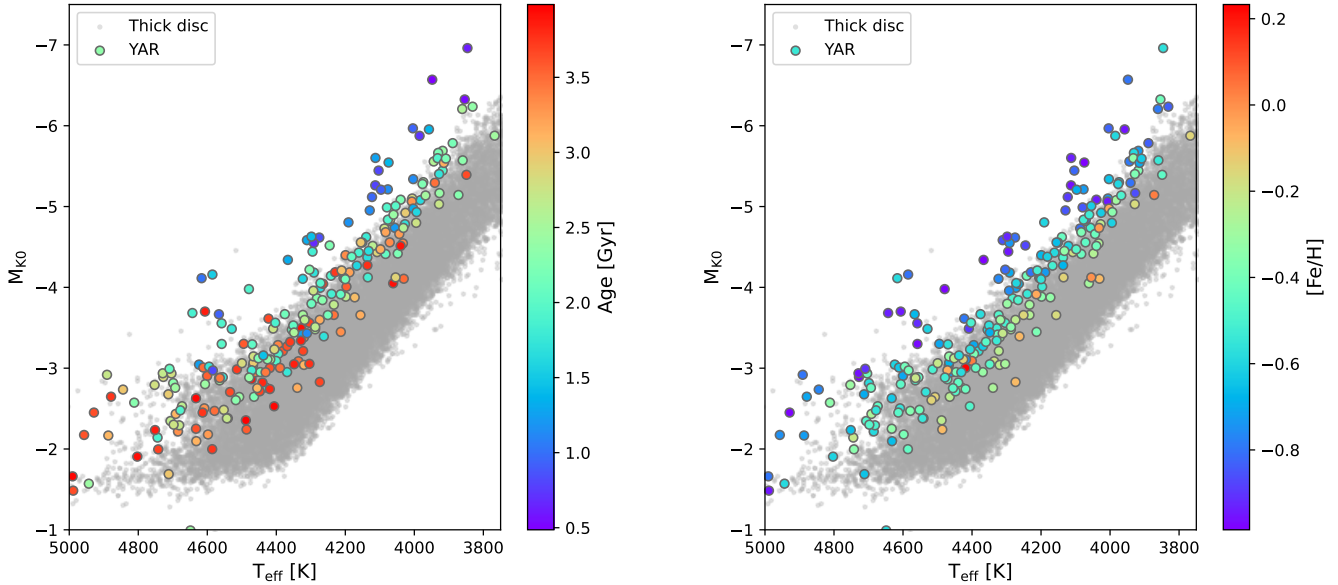 Thick disc
YAR
−7
−6
−5
−4
−3
−2
−1
M_K0
5000 4800 4600 4400 4200 4000 3800
T_eff [K]
3.5
3.0
2.5
2.0
1.5
1.0
0.5
Age [Gyr]
Thick disc
YAR
−7
−6
−5
−4
−3
−2
−1
M_K0
5000 4800 4600 4400 4200 4000 3800
T_eff [K]
0.2
0.0
−0.2
−0.4
−0.6
−0.8
[Fe/H]